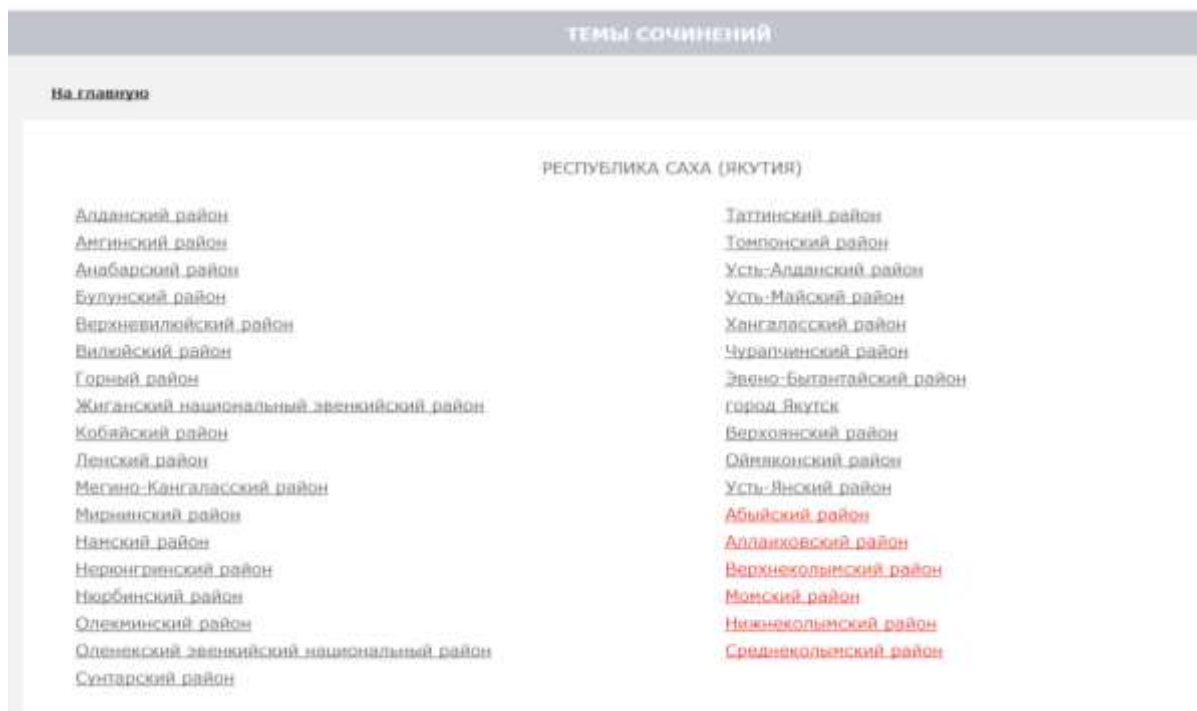 ТЕМЫ СОЧИНЕНИЙ
На главную
РЕСПУБЛИКА САХА (ЯКУТИЯ)
Алданский район
Амгинский район
Анабарский район
Булунский район
Верхневилюйский район
Вилюйский район
Горный район
Жиганский национальный эвенкийский район
Кобяйский район
Ленский район
Мегино-Кангаласский район
Мирнинский район
Намский район
Нерюнгринский район
Нюрбинский район
Олекминский район
Оленекский эвенкийский национальный район
Сунтарский район
Таттинский район
Томпонский район
Усть-Алданский район
Усть-Майский район
Хангаласский район
Чурапчинский район
Эвено-Бытантайский район
город Якутск
Верхоянский район
Оймяконский район
Усть-Янский район
Абыйский район
Аллаиховский район
Верхнеколымский район
Момский район
Нижнеколымский район
Среднеколымский район